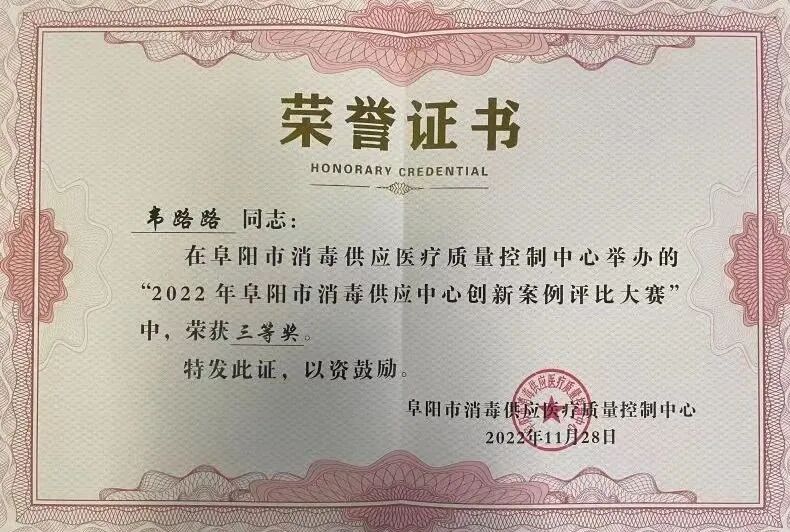 荣誉证书
HONORARY CREDENTIAL
韦路路 同志：
在阜阳市消毒供应医疗质量控制中心举办的
“2022年阜阳市消毒供应中心创新案例评比大赛”
中，荣获三等奖。
特发此证，以资鼓励。
阜阳市消毒供应医疗质量控制中心
2022年11月28日